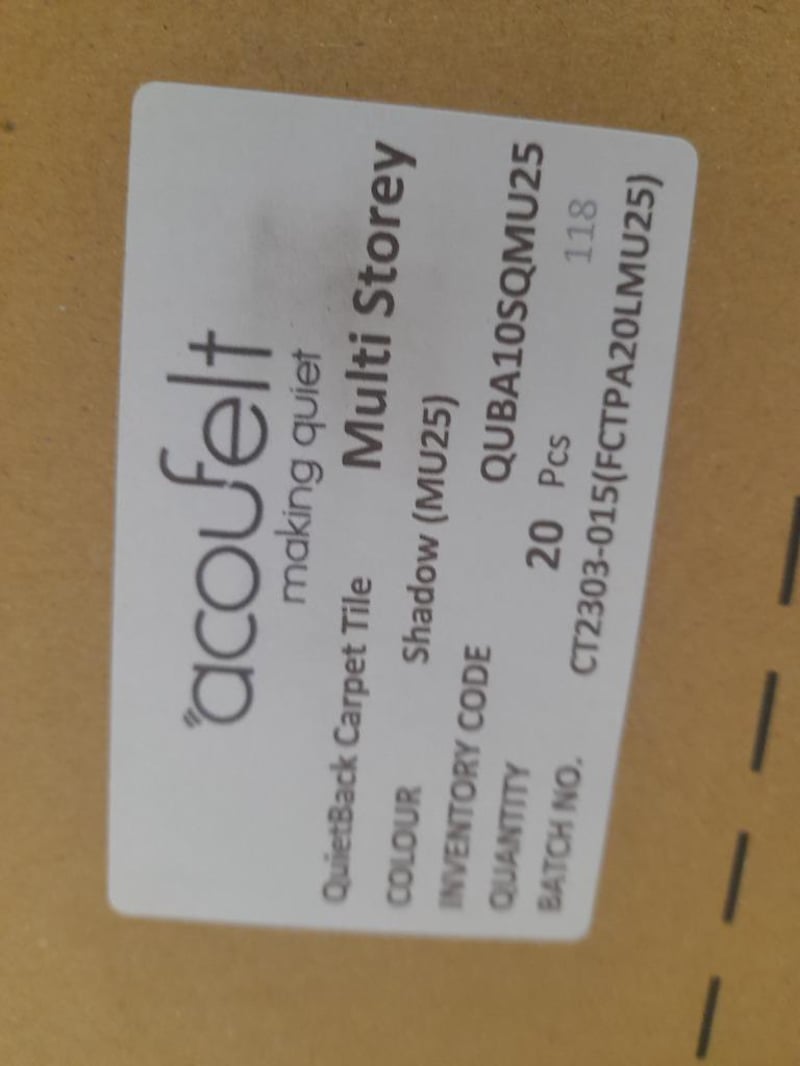 acoufelt
making quiet
QuietBack Carpet Tile Multi Storey
COLOUR Shadow (MU25)
INVENTORY CODE QUBA10SQMU25
QUANTITY 20 Pcs 118
BATCH NO. CT2303-015(FCTPA20LMU25)